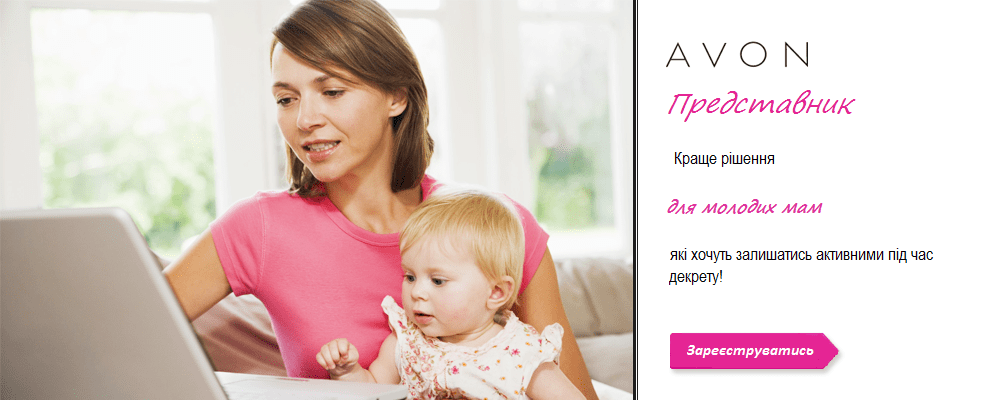 AVON
Представник
Краще рішення
для молодих мам
які хочуть залишатись активними під час
декрету!
Зареєструватись